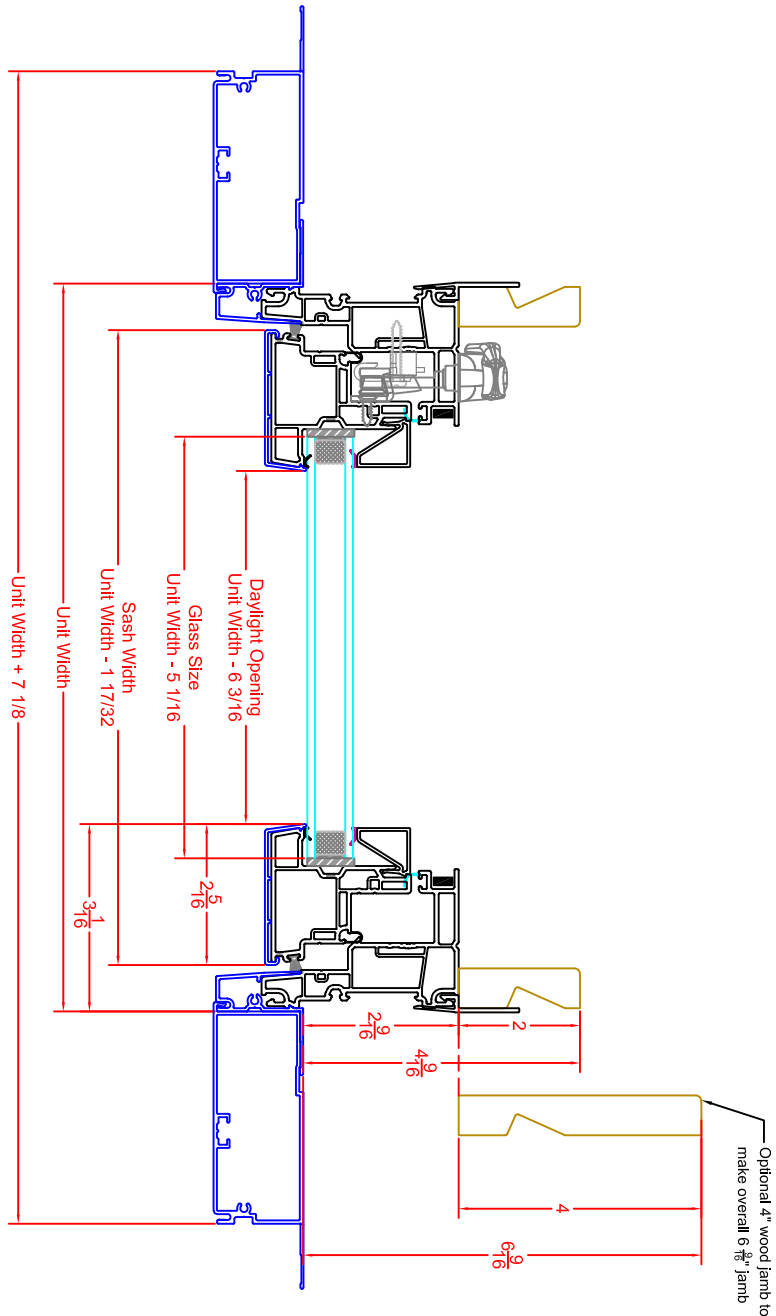 Optional 4" wood jamb to
make overall 6 9/16" jamb
4
6 9/16
2
2 9/16
4 9/16
Daylight Opening
Unit Width - 6 3/16
Glass Size
Unit Width - 5 1/16
2 5/16
Sash Width
Unit Width - 1 17/32
3 1/16
Unit Width
Unit Width + 7 1/8